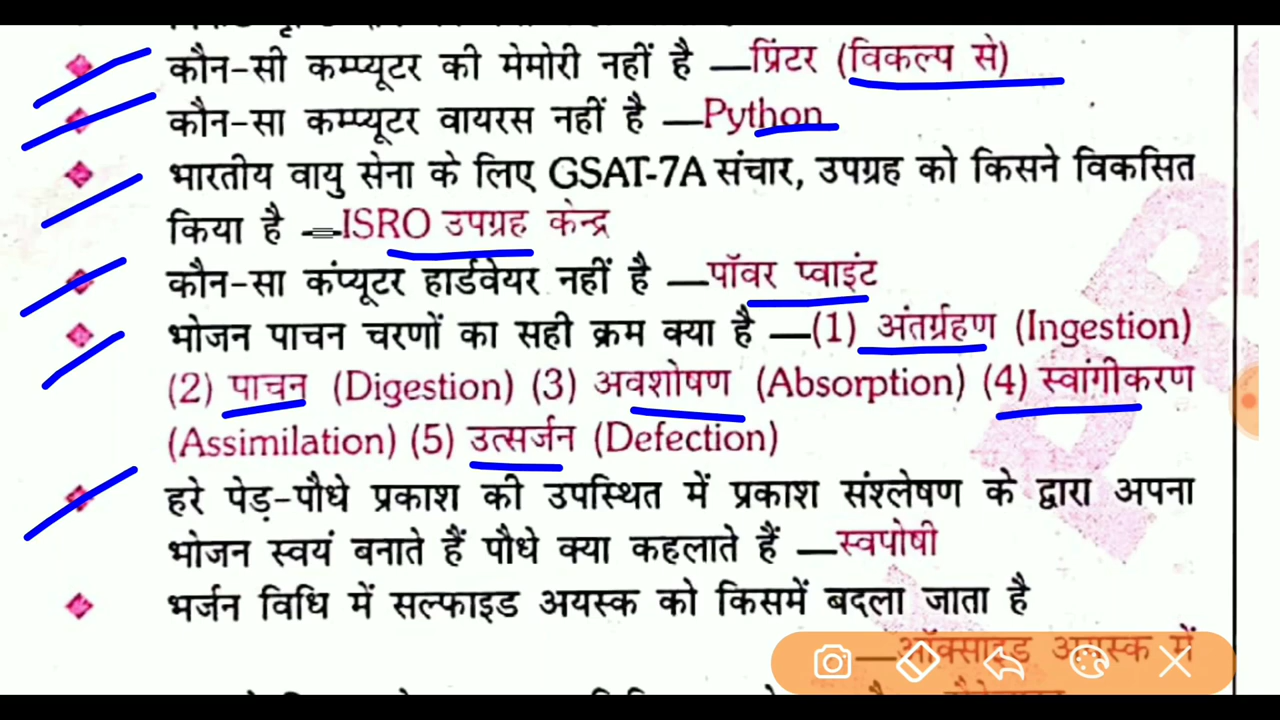 कौन-सी कम्प्यूटर की मेमोरी नहीं है —प्रिंटर (विकल्प से)
कौन-सा कम्प्यूटर वायरस नहीं है —Python
भारतीय वायु सेना के लिए GSAT-7A संचार, उपग्रह को किसने विकसित
किया है —ISRO उपग्रह केन्द्र
कौन-सा कंप्यूटर हार्डवेयर नहीं है —पॉवर प्वाइंट
भोजन पाचन चरणों का सही क्रम क्या है —(1) अंतर्ग्रहण (Ingestion)
(2) पाचन (Digestion) (3) अवशोषण (Absorption) (4) स्वांगीकरण
(Assimilation) (5) उत्सर्जन (Defection)
हरे पेड़-पौधे प्रकाश की उपस्थित में प्रकाश संश्लेषण के द्वारा अपना
भोजन स्वयं बनाते हैं पौधे क्या कहलाते हैं —स्वपोषी
भर्जन विधि में सल्फाइड अयस्क को किसमें बदला जाता है
—ऑक्साइड अयस्क में